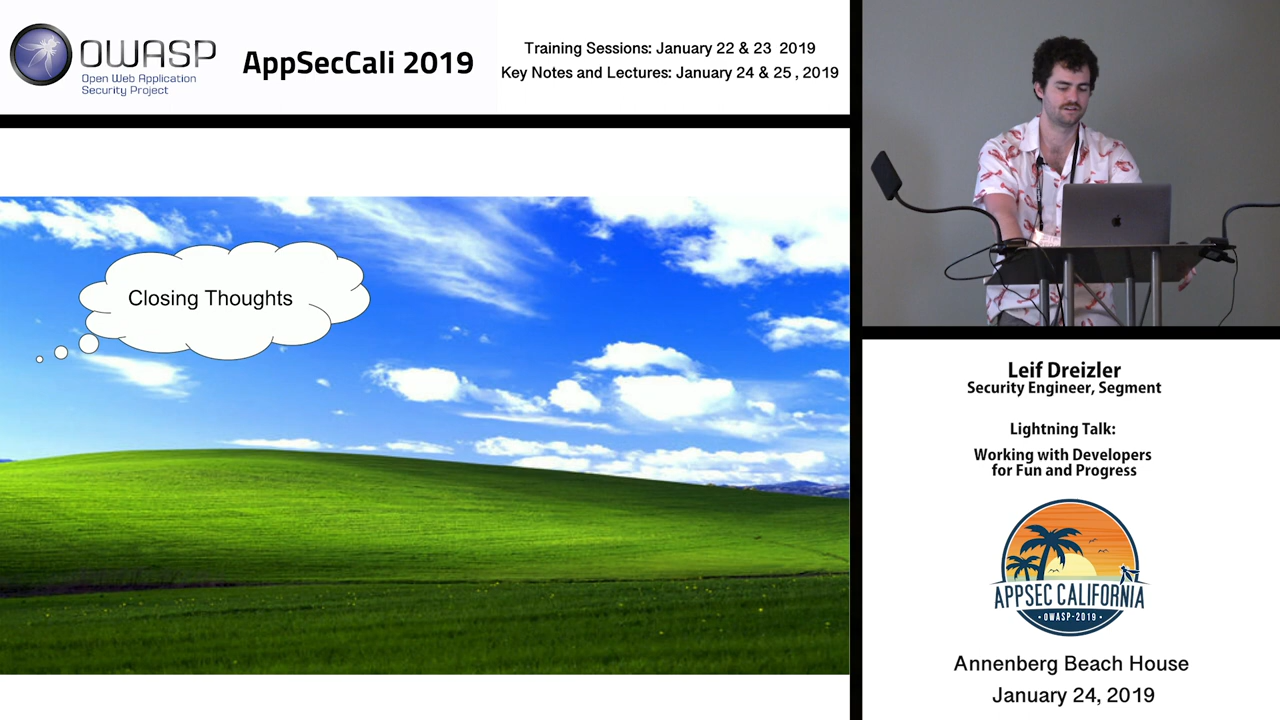 OWASP
Open Web Application
Security Project
AppSecCali 2019
Training Sessions: January 22 & 23 2019
Key Notes and Lectures: January 24 & 25 , 2019
Closing Thoughts
Leif Dreizler
Security Engineer, Segment
Lightning Talk:
Working with Developers
for Fun and Progress
APPSEC CALIFORNIA
• OWASP-2019 •
Annenberg Beach House
January 24, 2019